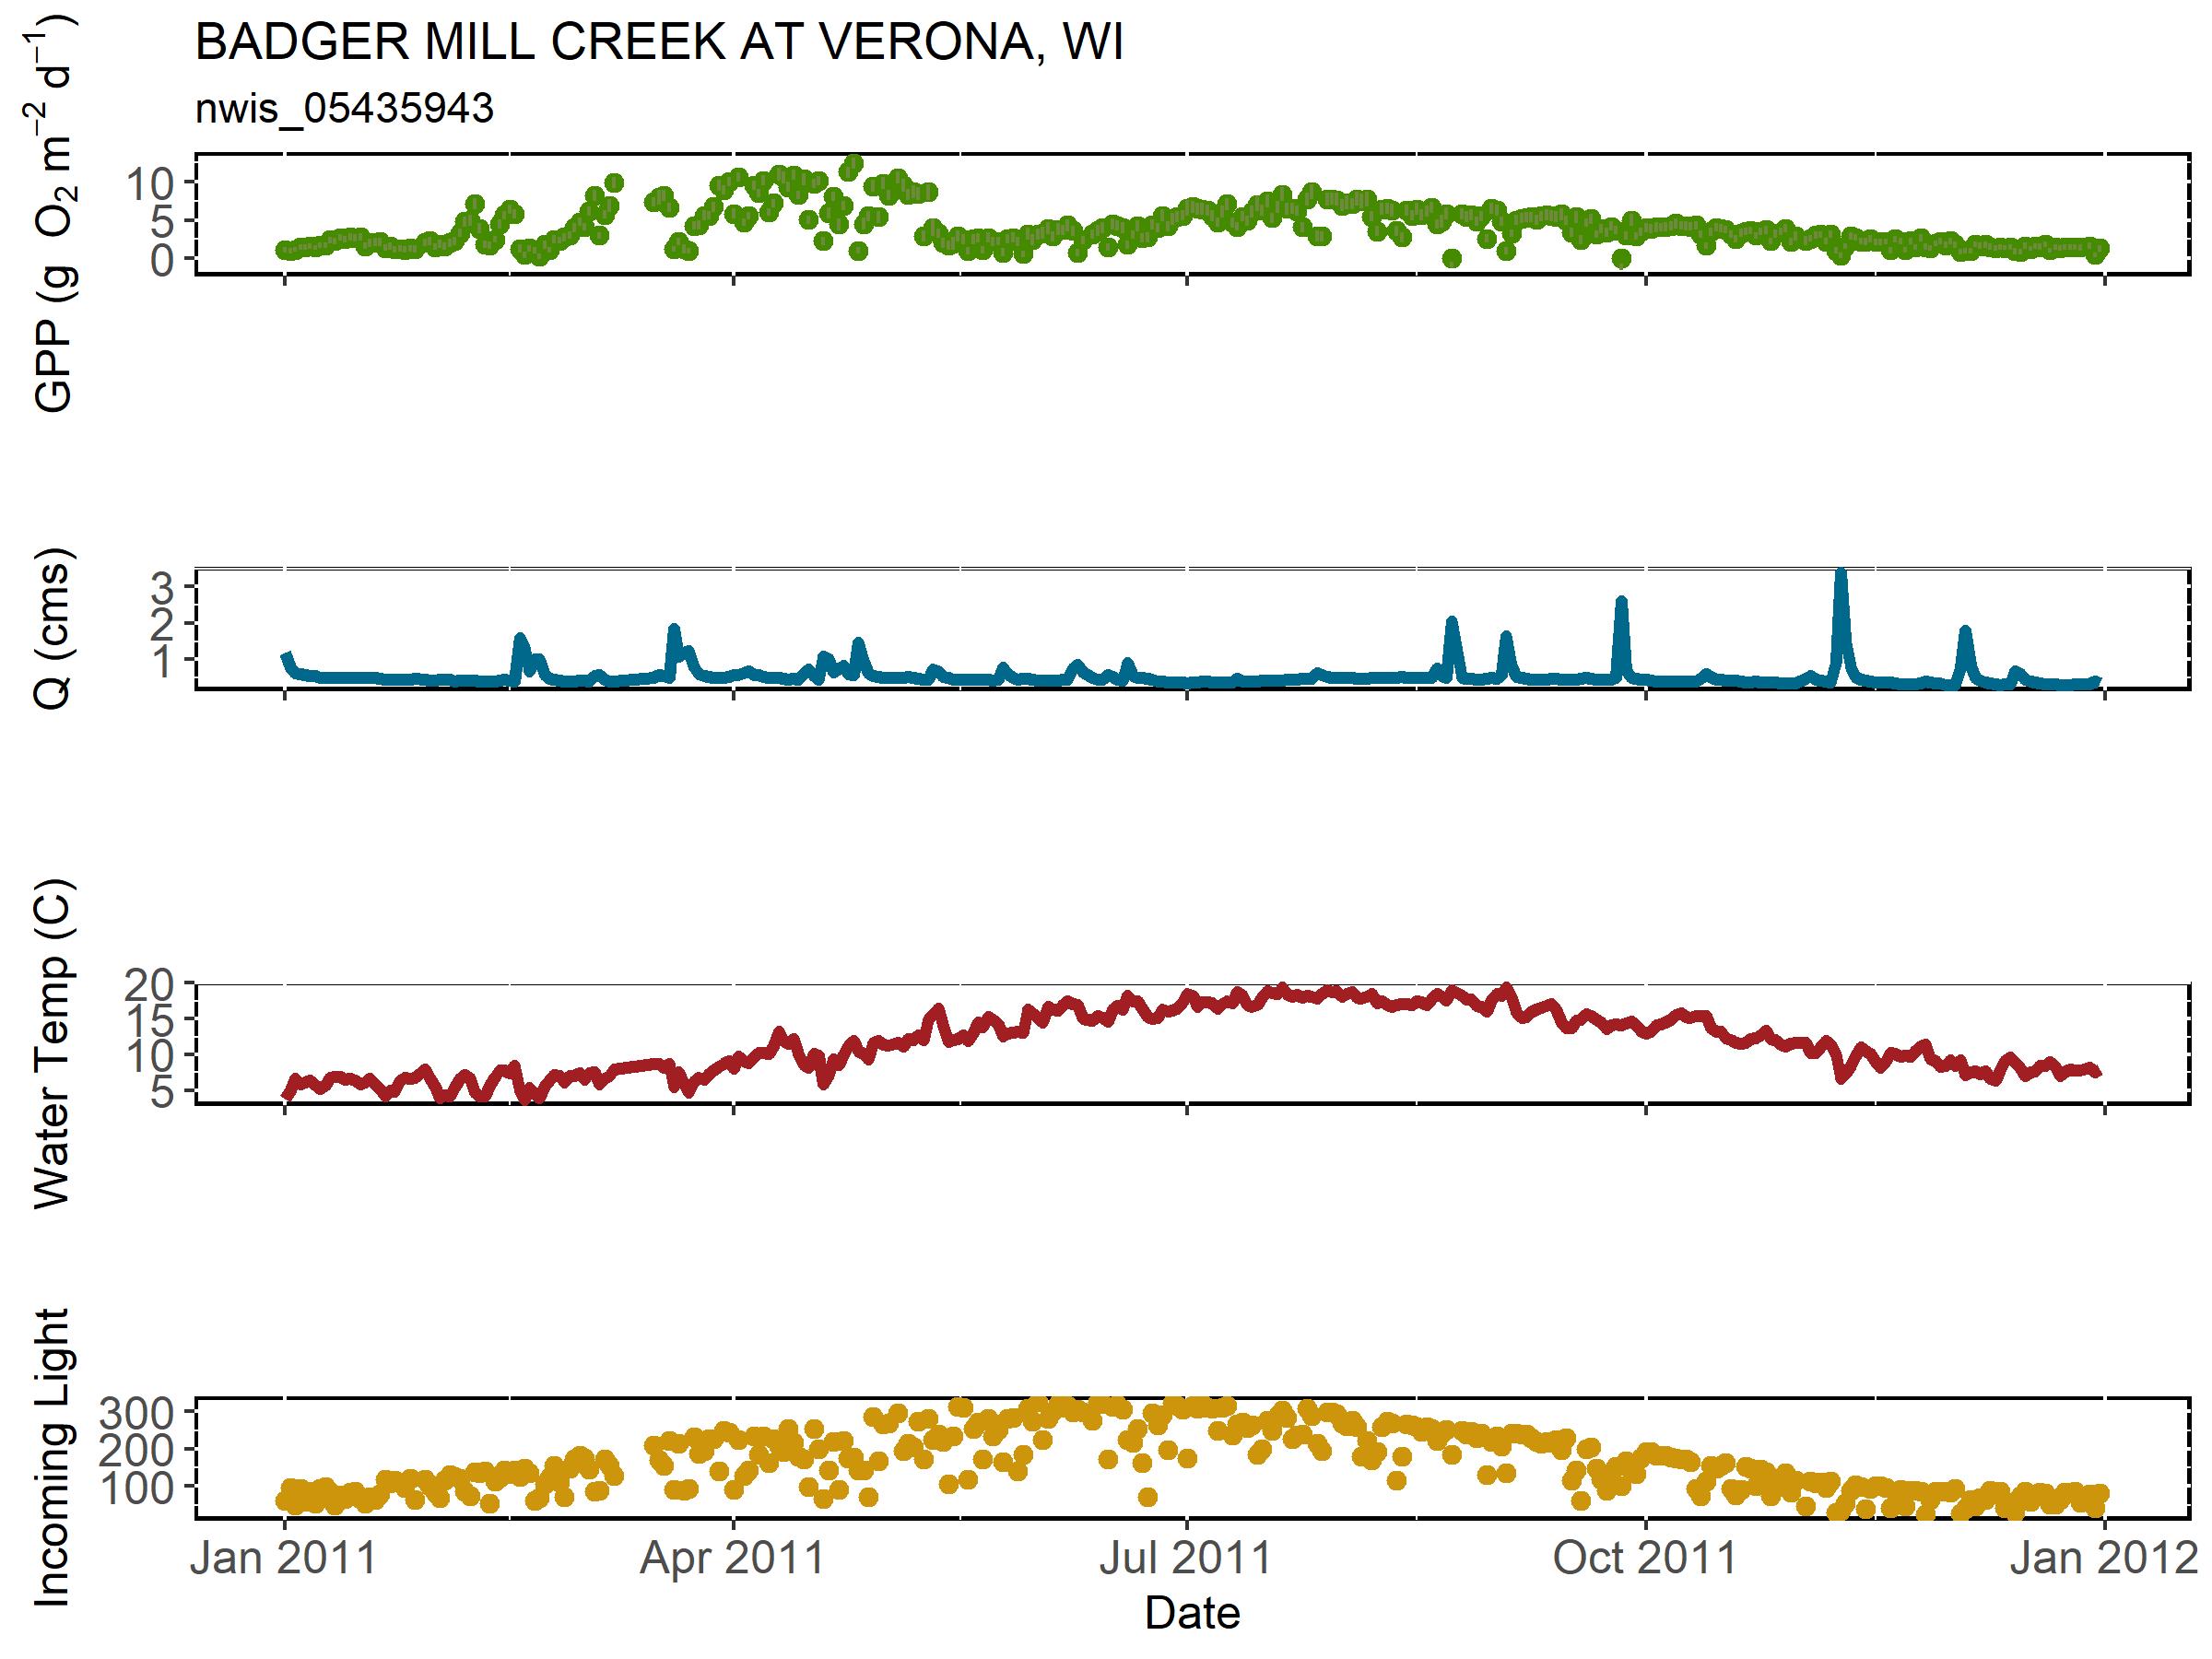 BADGER MILL CREEK AT VERONA, WI
nwis_05435943
GPP (g O₂ m⁻² d⁻¹)
10
5
0
Q (cms)
3
2
1
Water Temp (C)
20
15
10
5
Incoming Light
300
200
100
Jan 2011 Apr 2011 Jul 2011 Oct 2011 Jan 2012
Date